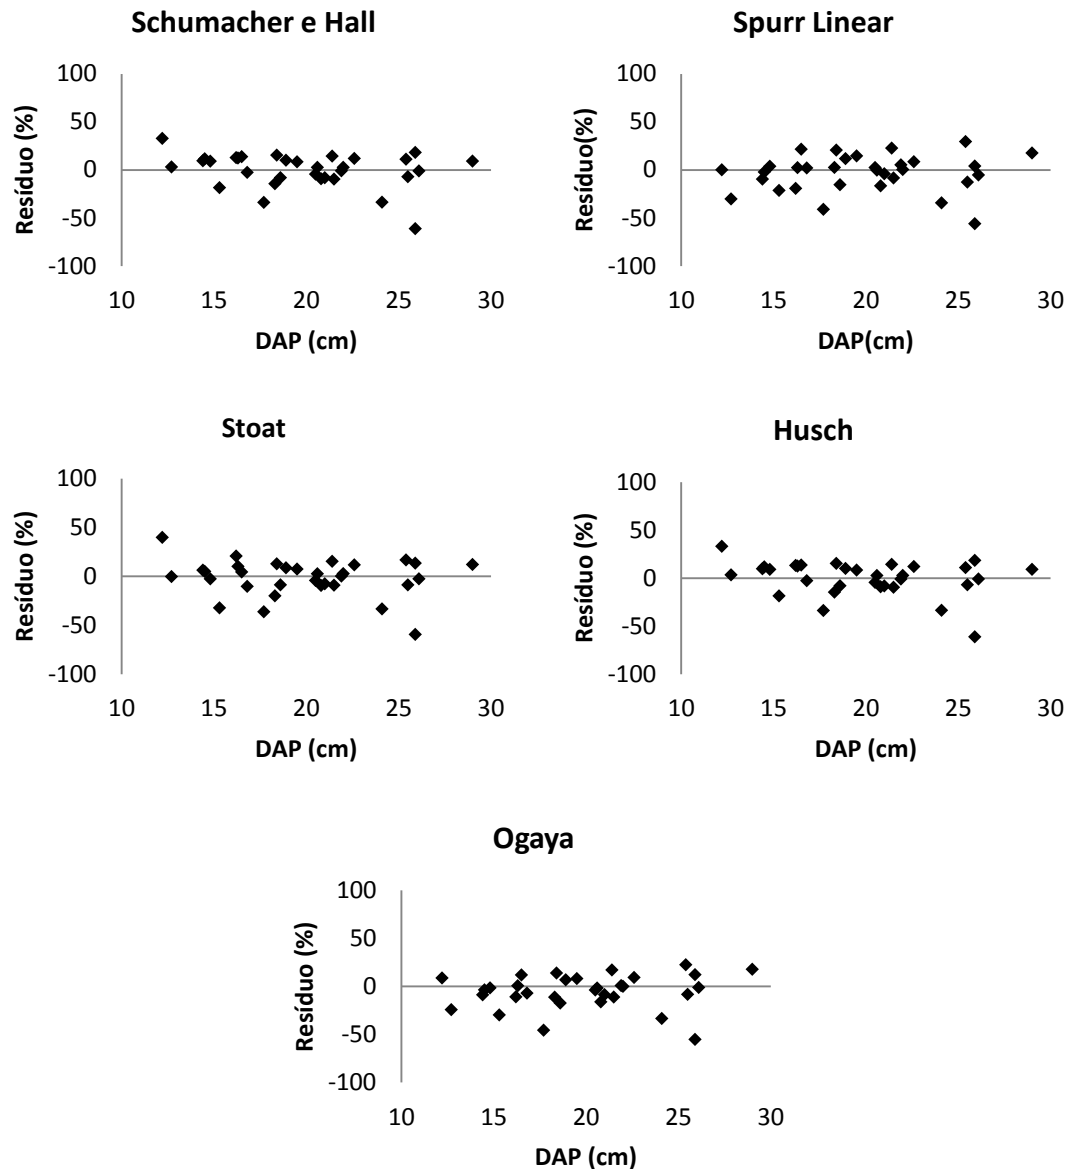 Schumacher e Hall
100
50
0
-50
-100
Resíduo (%)
10 15 20 25 30
DAP (cm)
Spurr Linear
100
50
0
-50
-100
Resíduo(%)
10 15 20 25 30
DAP(cm)
Stoat
100
50
0
-50
-100
Resíduo (%)
10 15 20 25 30
DAP (cm)
Husch
100
50
0
-50
-100
Resíduo (%)
10 15 20 25 30
DAP (cm)
Ogaya
100
50
0
-50
-100
Resíduo (%)
10 15 20 25 30
DAP (cm)